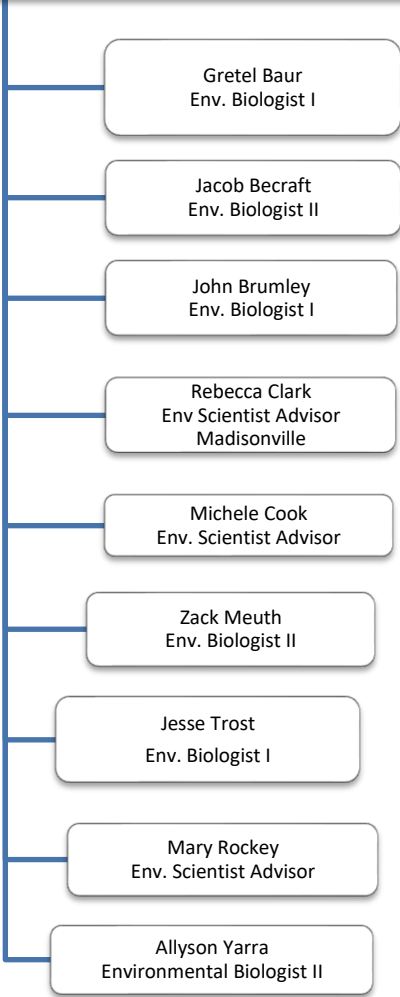 Gretel Baur
Env. Biologist I
Jacob Becraft
Env. Biologist II
John Brumley
Env. Biologist I
Rebecca Clark
Env Scientist Advisor
Madisonville
Michele Cook
Env. Scientist Advisor
Zack Meuth
Env. Biologist II
Jesse Trost
Env. Biologist I
Mary Rockey
Env. Scientist Advisor
Allyson Yarra
Environmental Biologist II